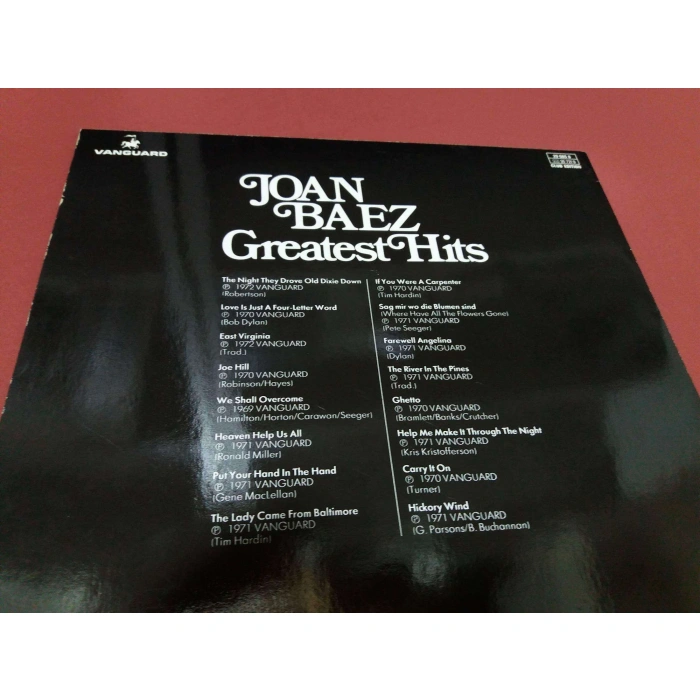 VANGUARD
CLUB EDITION
JOAN
BAEZ
Greatest Hits
The Night They Drove Old Dixie Down
℗ 1972 VANGUARD
(Robertson)
Love Is Just A Four-Letter Word
℗ 1970 VANGUARD
(Bob Dylan)
East Virginia
℗ 1972 VANGUARD
(Trad.)
Joe Hill
℗ 1970 VANGUARD
(Robinson/Hayes)
We Shall Overcome
℗ 1969 VANGUARD
(Hamilton/Horton/Carawan/Seeger)
Heaven Help Us All
℗ 1971 VANGUARD
(Ronald Miller)
Put Your Hand In The Hand
℗ 1971 VANGUARD
(Gene MacLellan)
The Lady Came From Baltimore
℗ 1971 VANGUARD
(Tim Hardin)
If You Were A Carpenter
℗ 1970 VANGUARD
(Tim Hardin)
Sag mir wo die Blumen sind
(Where Have All The Flowers Gone)
℗ 1971 VANGUARD
(Pete Seeger)
Farewell Angelina
℗ 1971 VANGUARD
(Dylan)
The River In The Pines
℗ 1971 VANGUARD
(Trad.)
Ghetto
℗ 1970 VANGUARD
(Bramlett/Banks/Crutcher)
Help Me Make It Through The Night
℗ 1971 VANGUARD
(Kris Kristofferson)
Carry It On
℗ 1970 VANGUARD
(Turner)
Hickory Wind
℗ 1971 VANGUARD
(G. Parsons/B. Buchannan)